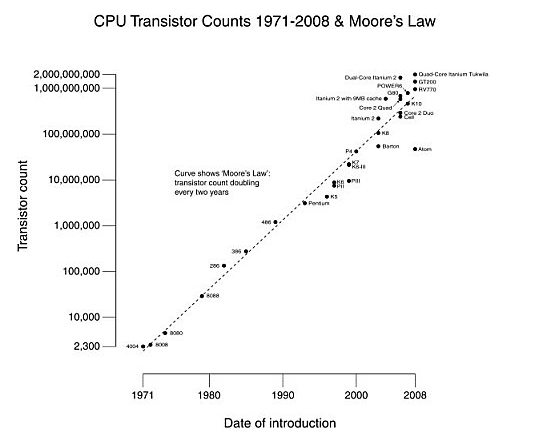 CPU Transistor Counts 1971-2008 & Moore's Law
2,000,000,000
1,000,000,000
100,000,000
10,000,000
1,000,000
100,000
10,000
2,300
Transistor count
Curve shows 'Moore's Law':
transistor count doubling
every two years
Quad-Core Itanium Tukwila
Dual-Core Itanium 2
GT200
POWER6
RV770
G80
Itanium 2 with 9MB cache
K10
Core 2 Quad
Core 2 Duo
Cell
Itanium 2
K8
Barton
Atom
P4
K7
K6-III
K6
PIII
PII
K5
Pentium
486
386
286
8088
8080
8008
4004
1971
1980
1990
2000
2008
Date of introduction